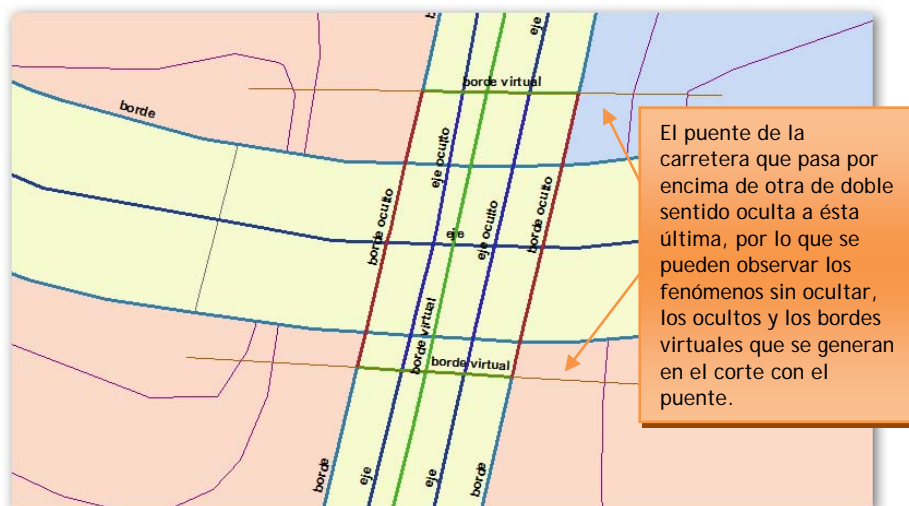 b
eje
eje
borde virtual
borde
eje oculto
borde oculto
eje oculto
borde oculto
eje
borde virtual
borde virtual
borde
eje
eje
borde
El puente de la
carretera que pasa por
encima de otra de doble
sentido oculta a ésta
última, por lo que se
pueden observar los
fenómenos sin ocultar,
los ocultos y los bordes
virtuales que se generan
en el corte con el
puente.